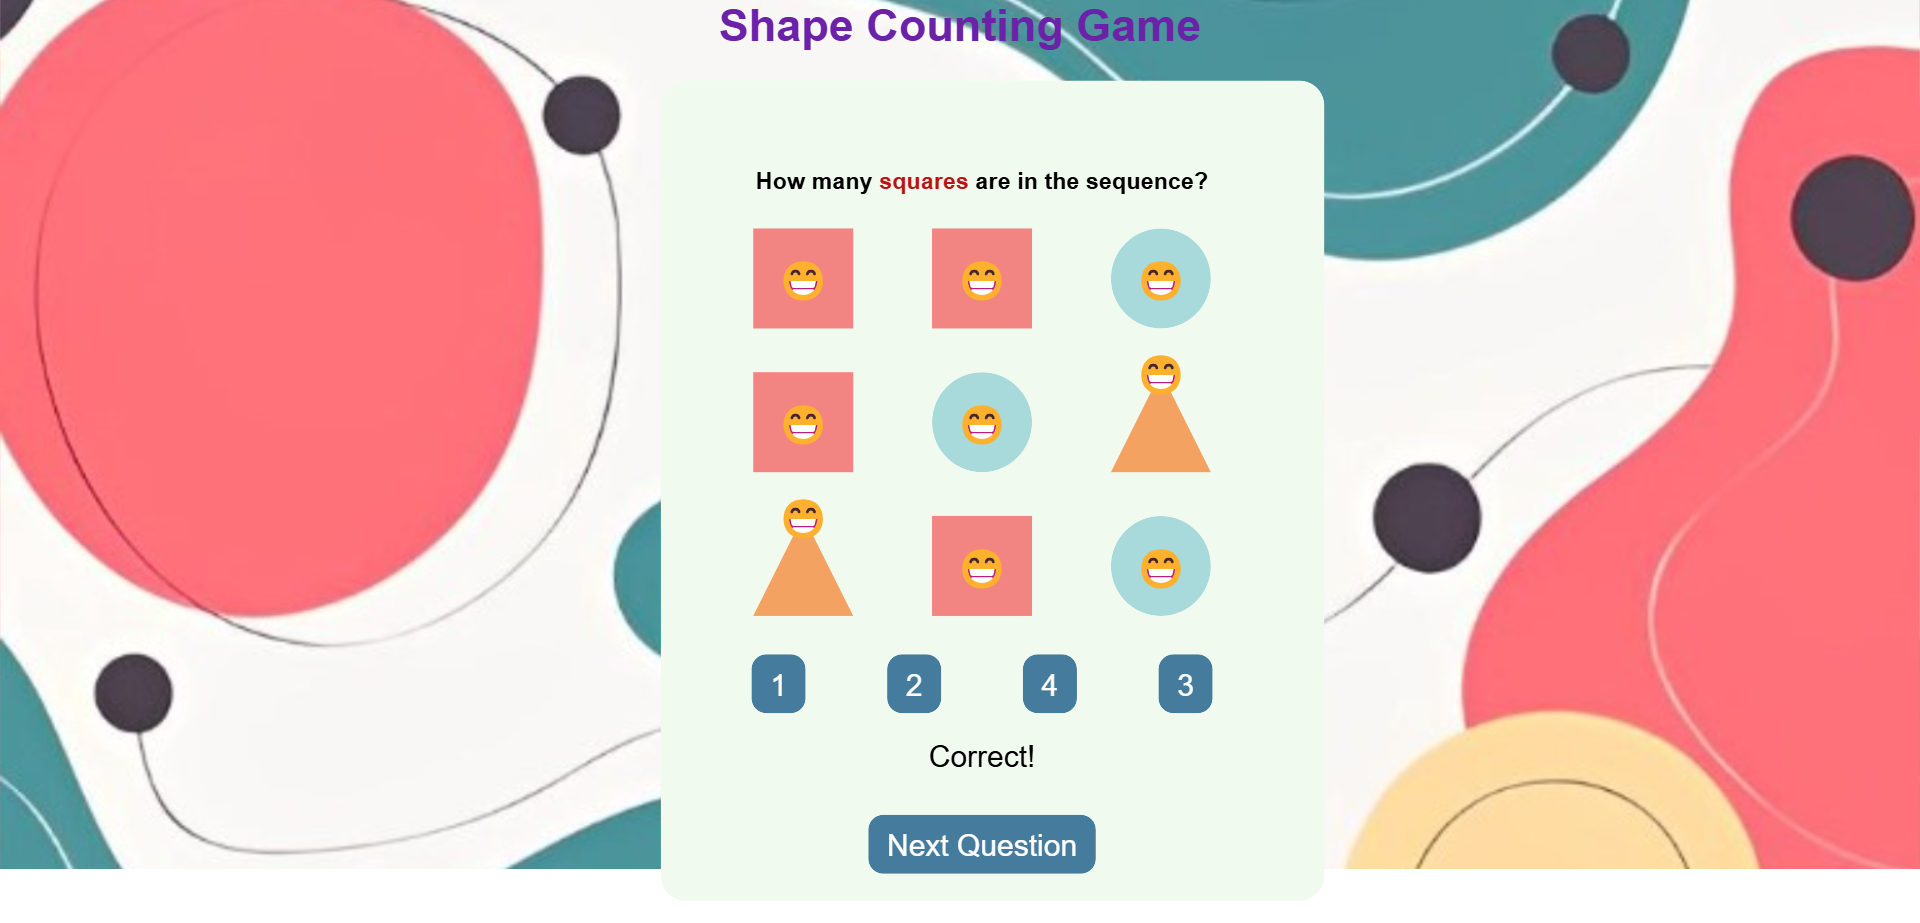 Shape Counting Game
How many squares are in the sequence?
1 2 4 3
Correct!
Next Question